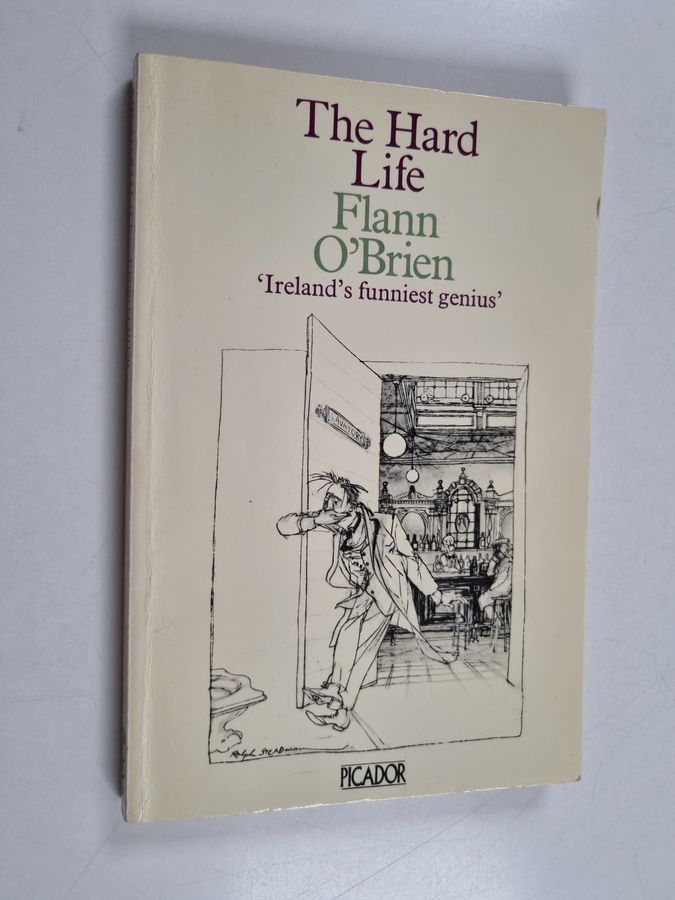 The Hard
Life
Flann
O'Brien
‘Ireland’s funniest genius’
LAVATORY
Ralph STEADman
PICADOR